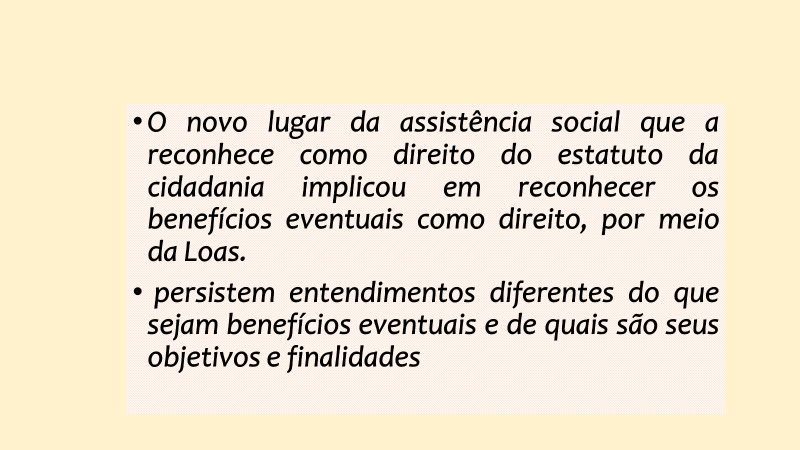 •O novo lugar da assistência social que a
reconhece como direito do estatuto da
cidadania implicou em reconhecer os
benefícios eventuais como direito, por meio
da Loas.
• persistem entendimentos diferentes do que
sejam benefícios eventuais e de quais são seus
objetivos e finalidades